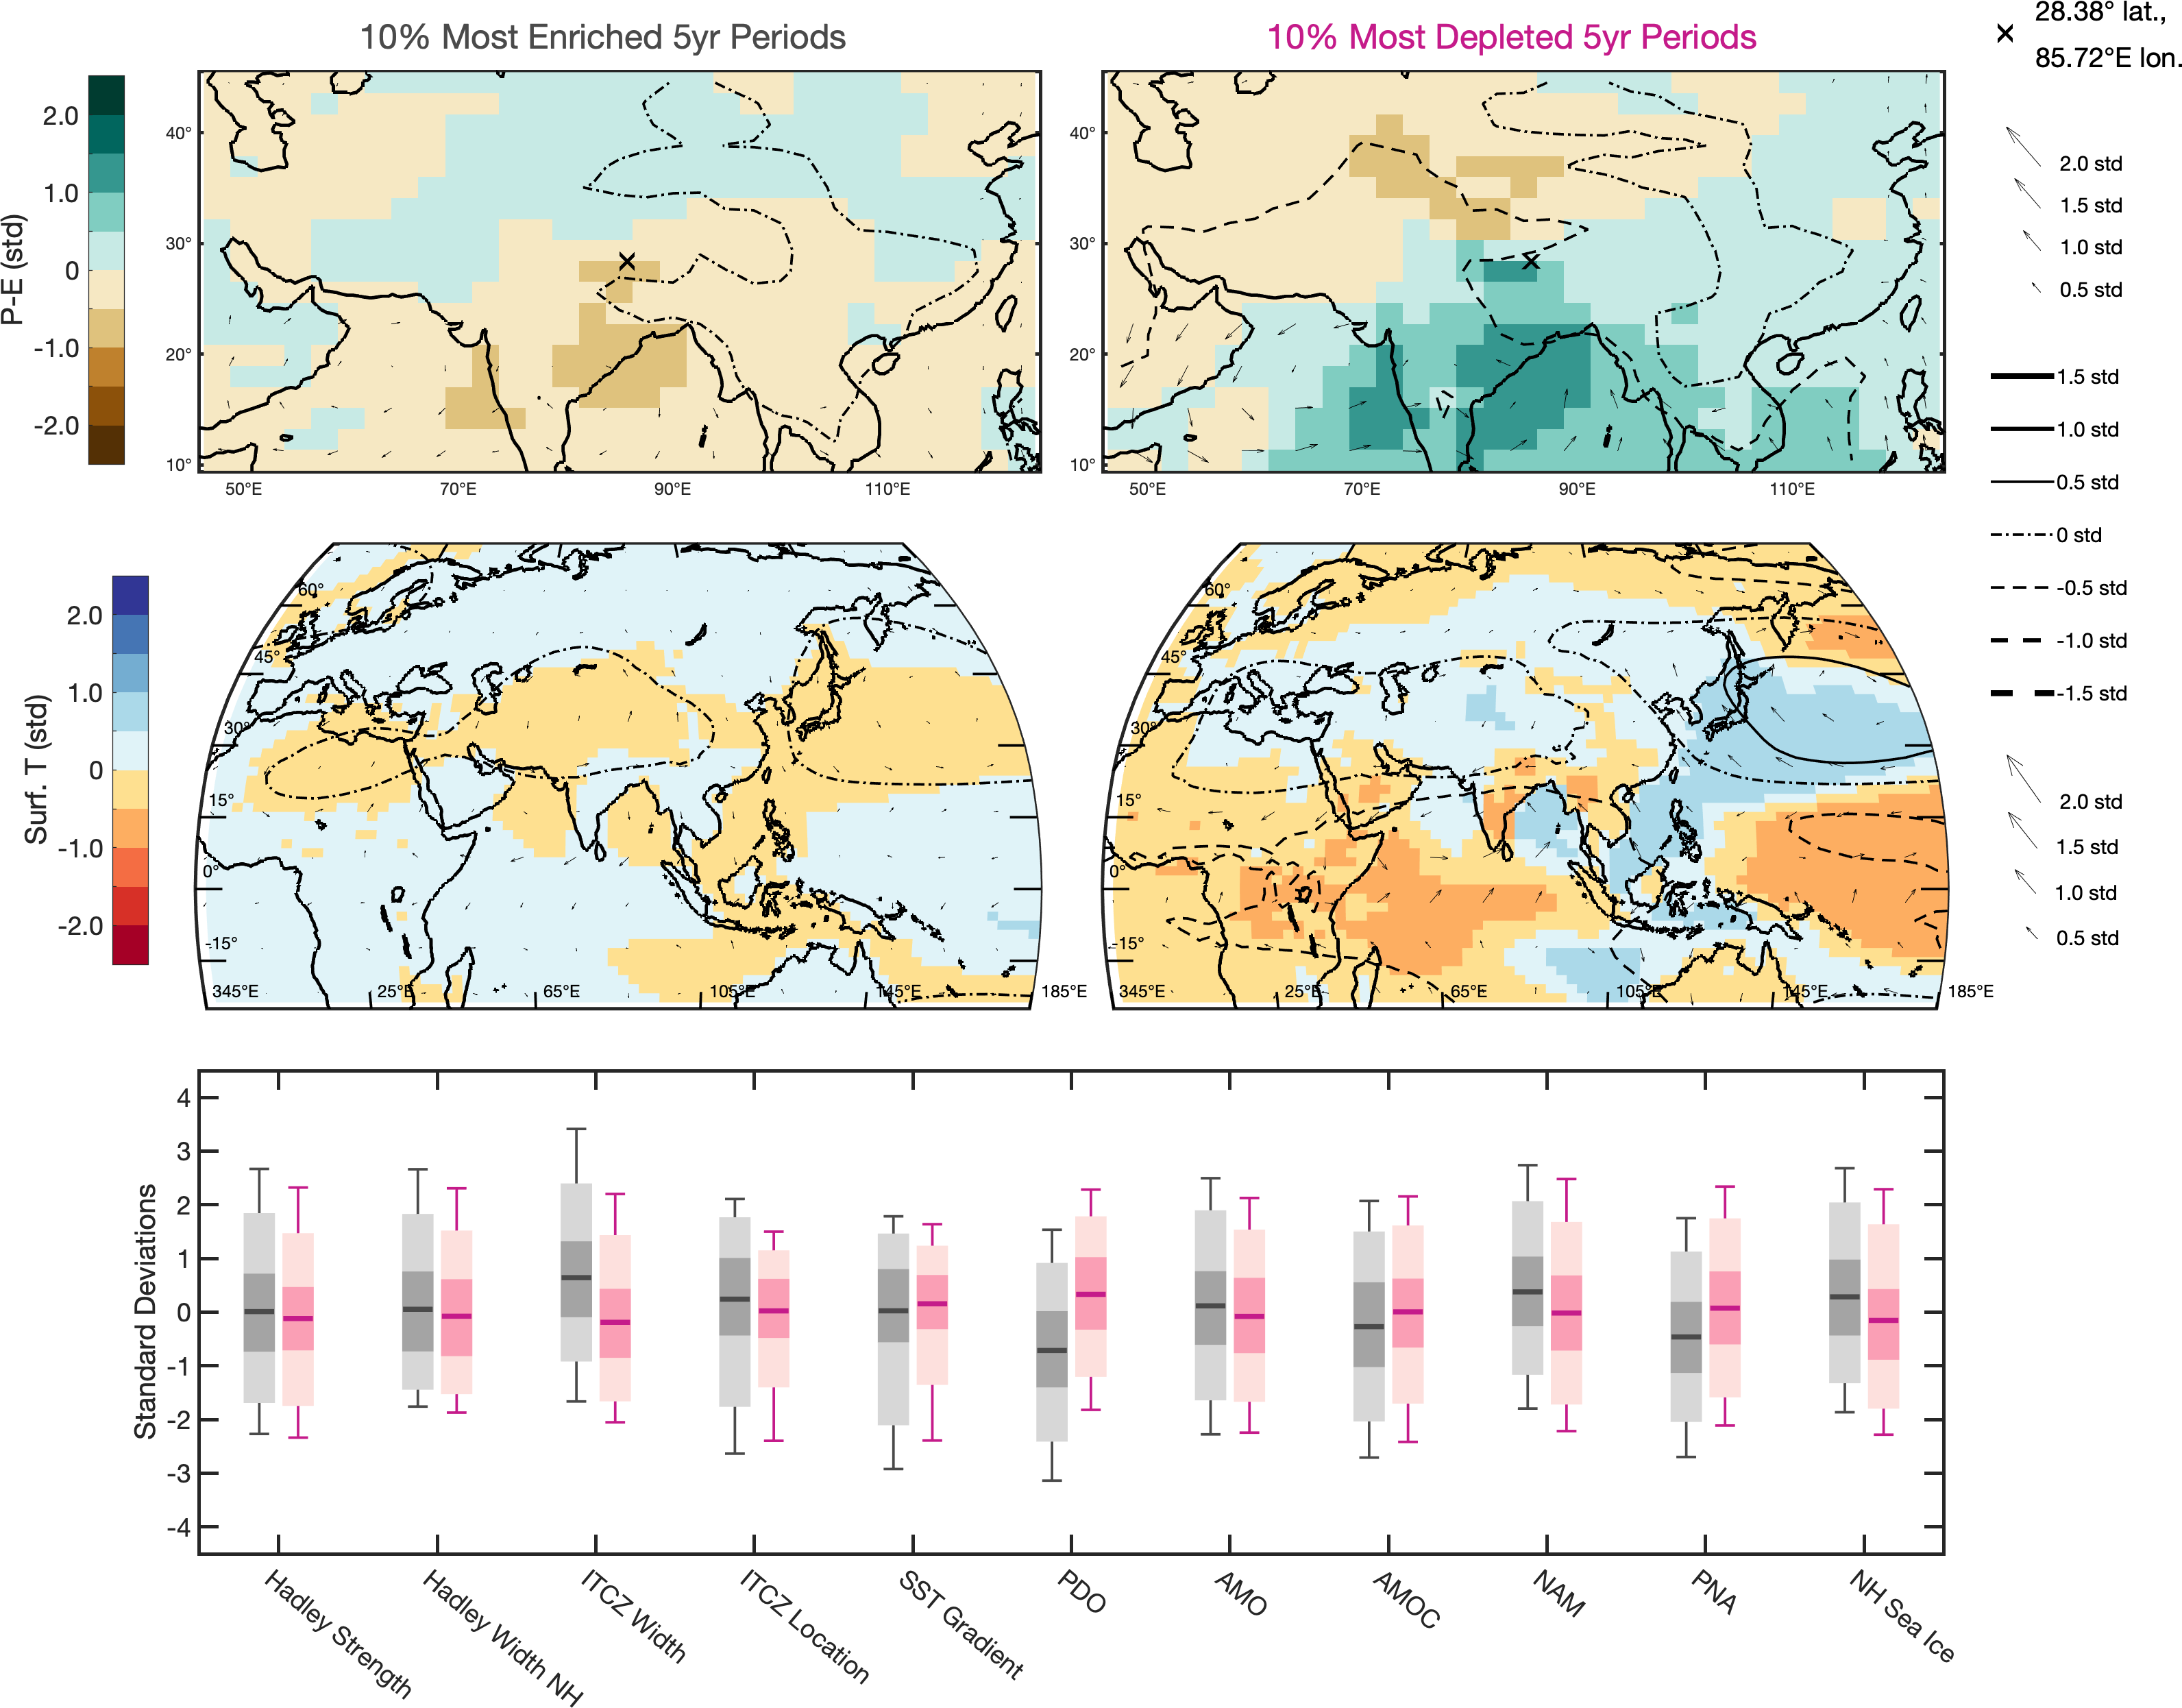 10% Most Enriched 5yr Periods
10% Most Depleted 5yr Periods
28.38° lat.,
85.72°E lon.
P-E (std)
2.0
1.0
0
-1.0
-2.0
40°
30°
20°
10°
50°E 70°E 90°E 110°E
40°
30°
20°
10°
50°E 70°E 90°E 110°E
2.0 std
1.5 std
1.0 std
0.5 std
1.5 std
1.0 std
0.5 std
0 std
-0.5 std
-1.0 std
-1.5 std
Surf. T (std)
2.0
1.0
0
-1.0
-2.0
60°
45°
30°
15°
0°
-15°
345°E 25°E 65°E 105°E 145°E 185°E
60°
45°
30°
15°
0°
-15°
345°E 25°E 65°E 105°E 145°E 185°E
2.0 std
1.5 std
1.0 std
0.5 std
Standard Deviations
4
3
2
1
0
-1
-2
-3
-4
Hadley Strength
Hadley Width NH
ITCZ Width
ITCZ Location
SST Gradient
PDO
AMO
AMOC
NAM
PNA
NH Sea Ice